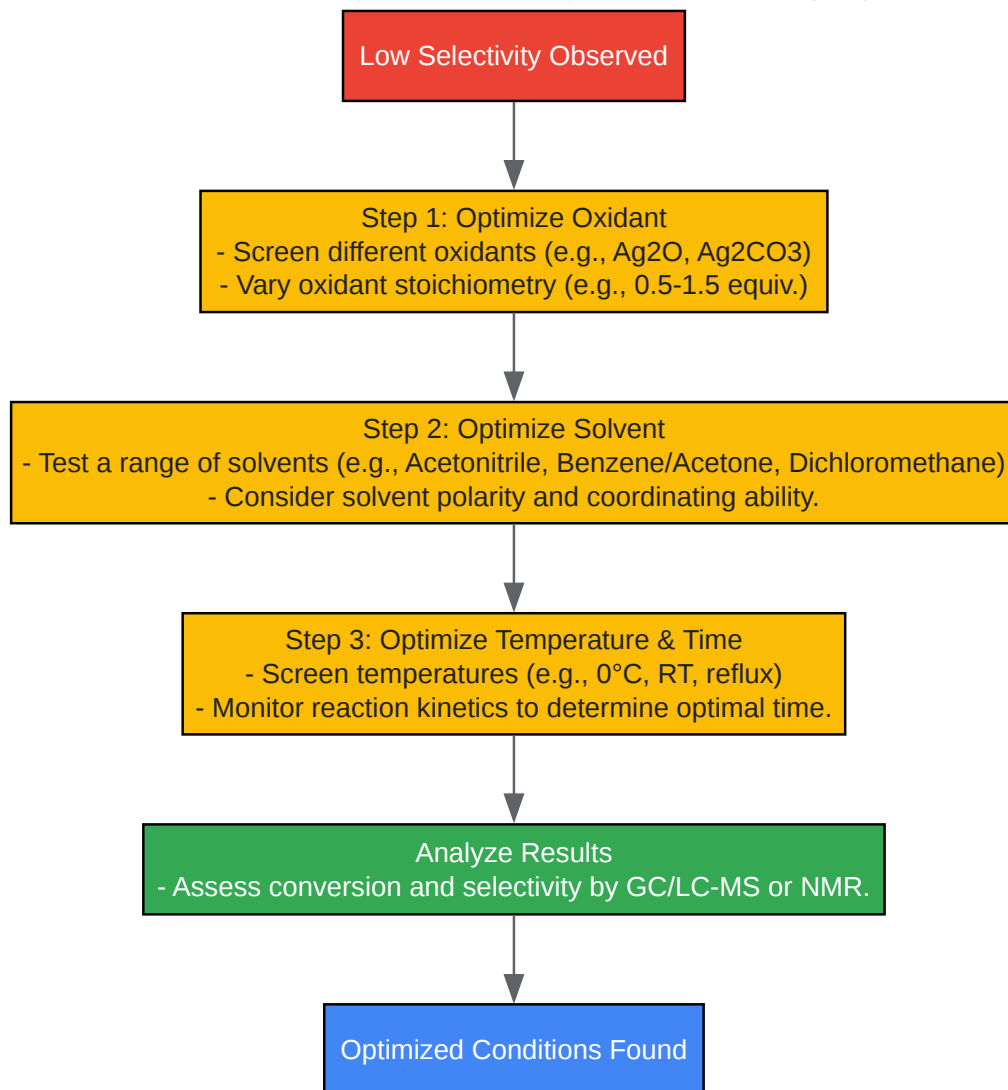 Low Selectivity Observed
Step 1: Optimize Oxidant
- Screen different oxidants (e.g., Ag2O, Ag2CO3)
- Vary oxidant stoichiometry (e.g., 0.5-1.5 equiv.)
Step 2: Optimize Solvent
- Test a range of solvents (e.g., Acetonitrile, Benzene/Acetone, Dichloromethane)
- Consider solvent polarity and coordinating ability.
Step 3: Optimize Temperature & Time
- Screen temperatures (e.g., 0°C, RT, reflux)
- Monitor reaction kinetics to determine optimal time.
Analyze Results
- Assess conversion and selectivity by GC/LC-MS or NMR.
Optimized Conditions Found